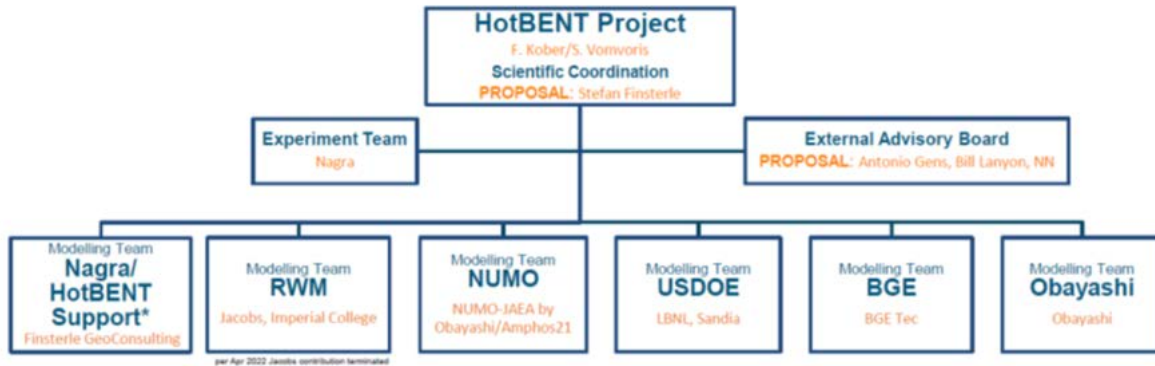 HotBENT Project
F. Kober/S. Vomvoris
Scientific Coordination
PROPOSAL: Stefan Finsterle
Experiment Team
Nagra
External Advisory Board
PROPOSAL: Antonio Gens, Bill Lanyon, NN
Modelling Team
Nagra/
HotBENT
Support*
Finsterle GeoConsulting
Modelling Team
RWM
Jacobs, Imperial College
per Apr 2022 Jacobs contribution terminated
Modelling Team
NUMO
NUMO-JAEA by
Obayashi/Amphos21
Modelling Team
USDOE
LBNL, Sandia
Modelling Team
BGE
BGE Tec
Modelling Team
Obayashi
Obayashi